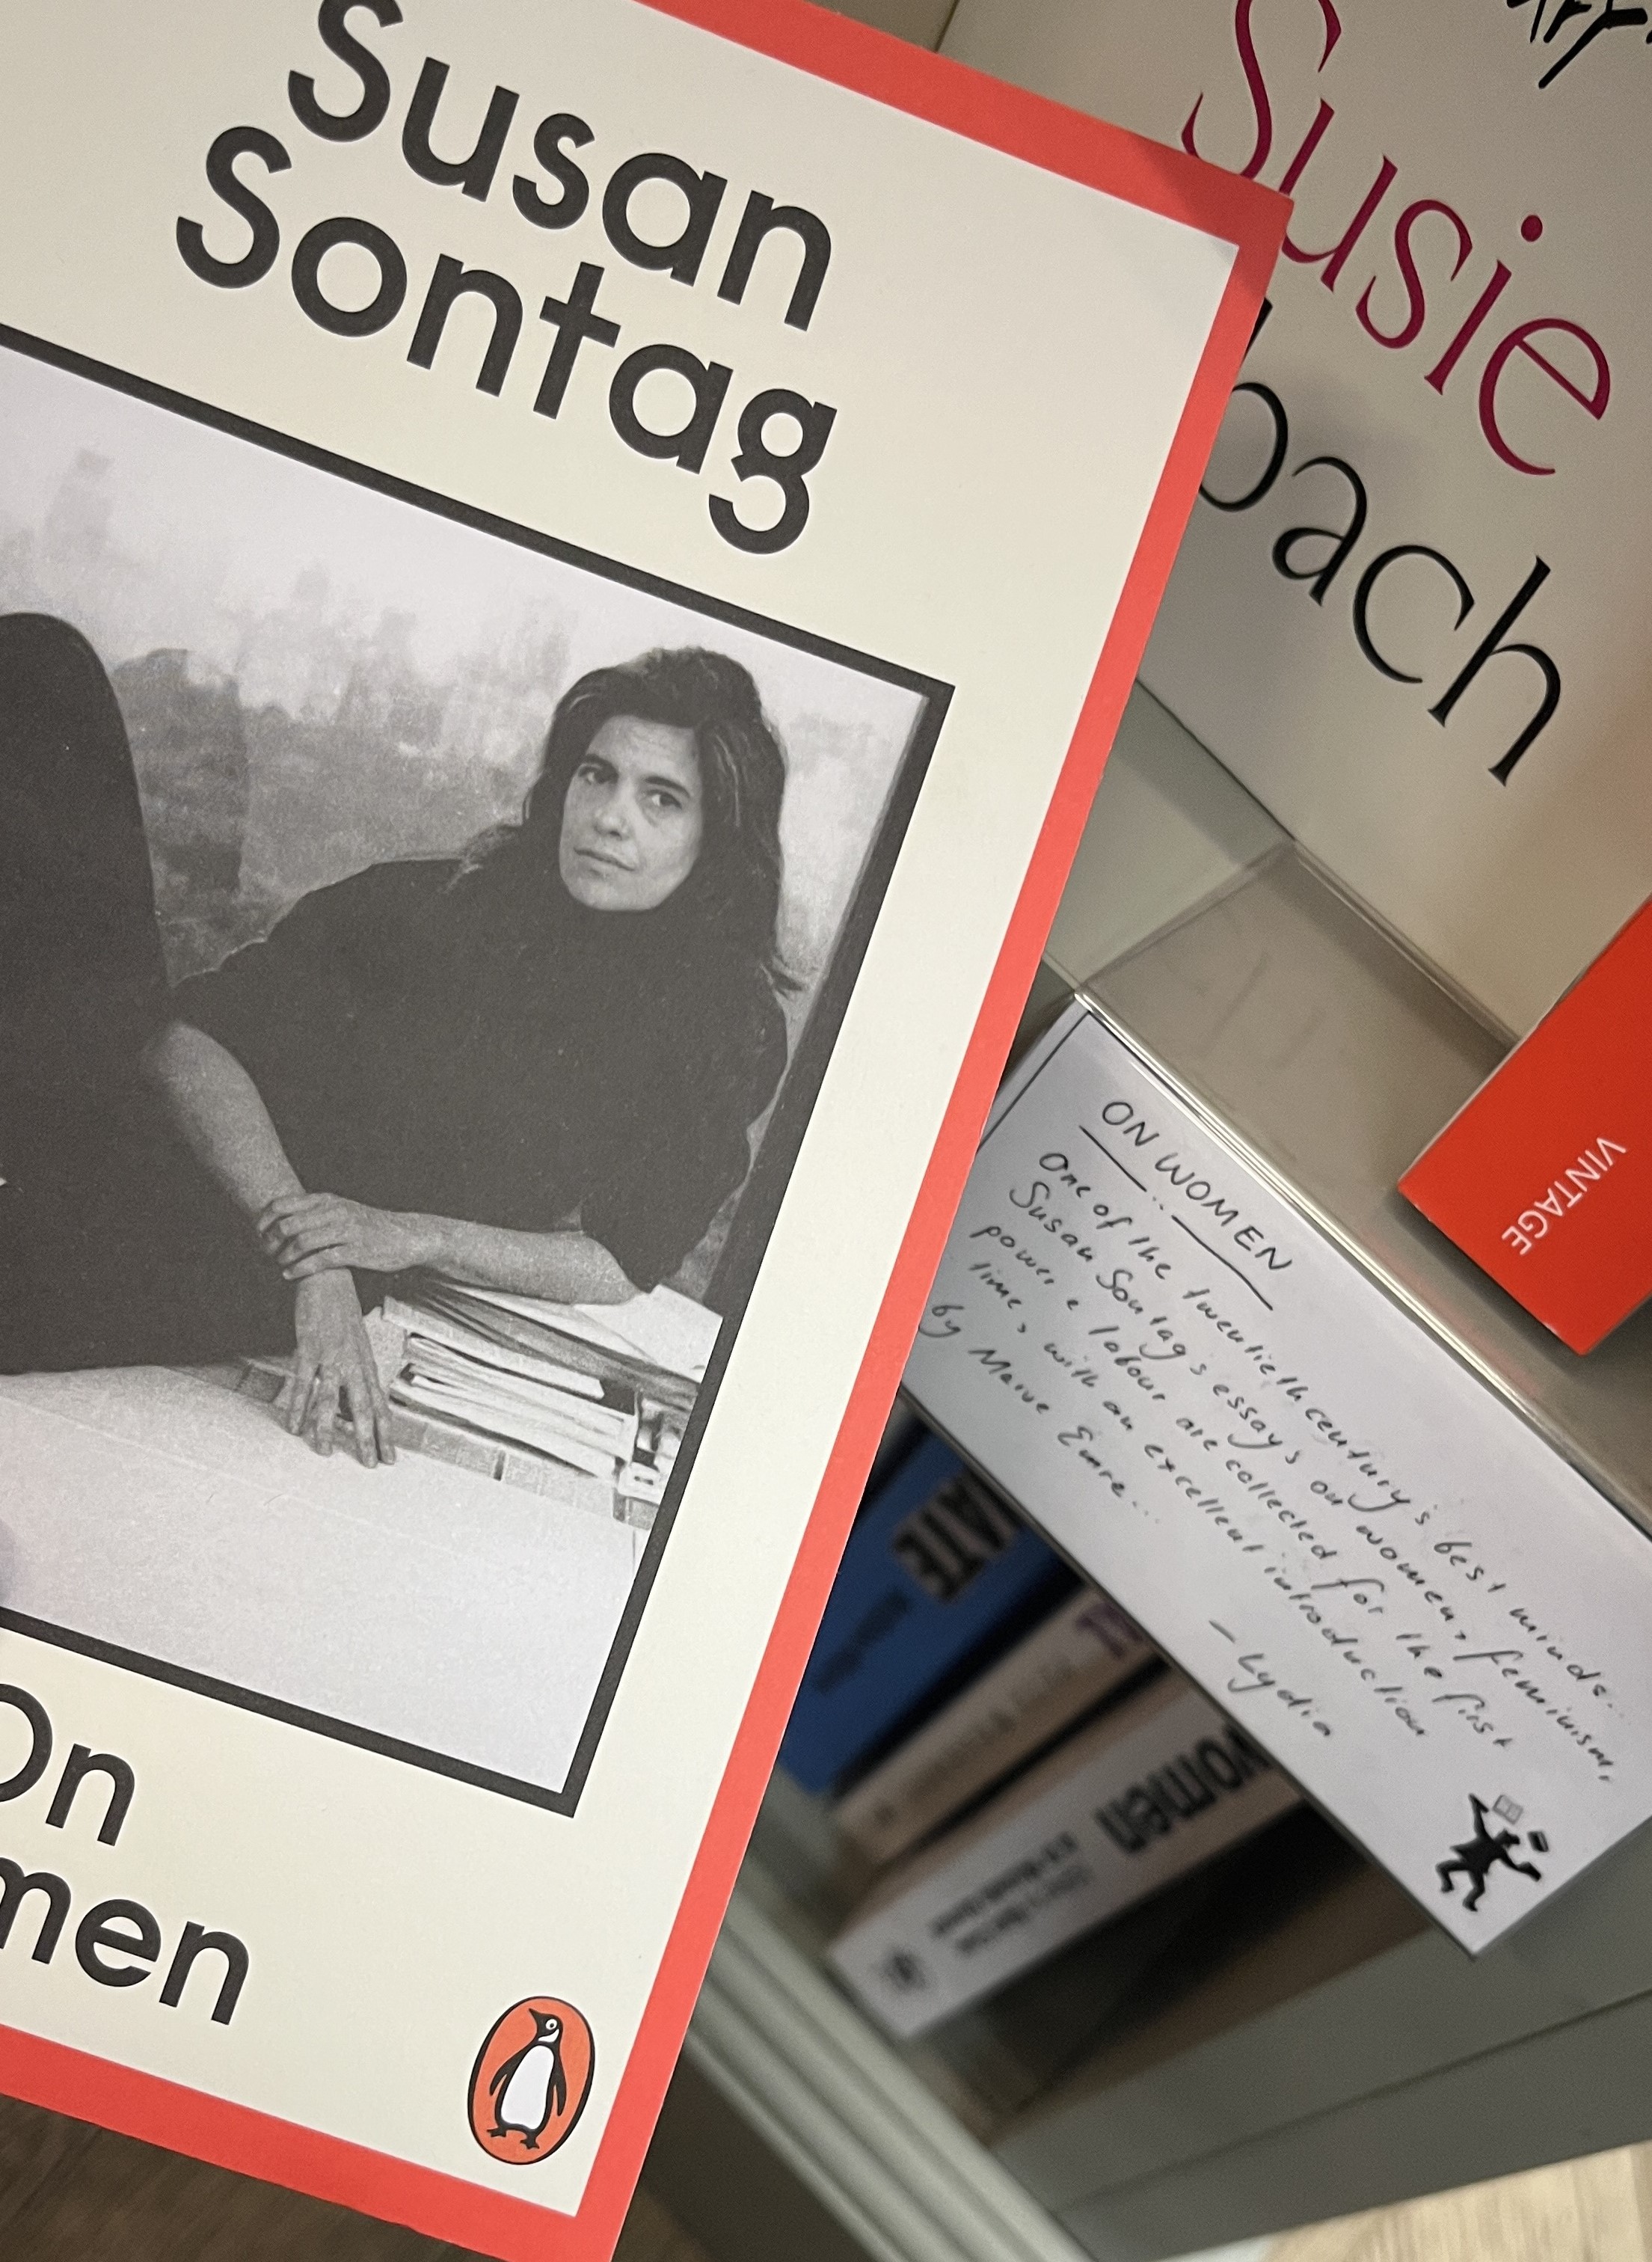 Susan
Sontag
On
men
Susie
bach
VINTAGE
ON WOMEN
One of the twentieth century's best minds...
Susan Sontag's essays on women, feminism,
power & labour are collected for the first
time, with an excellent introduction
by Merve Emre...
– Lydia
women